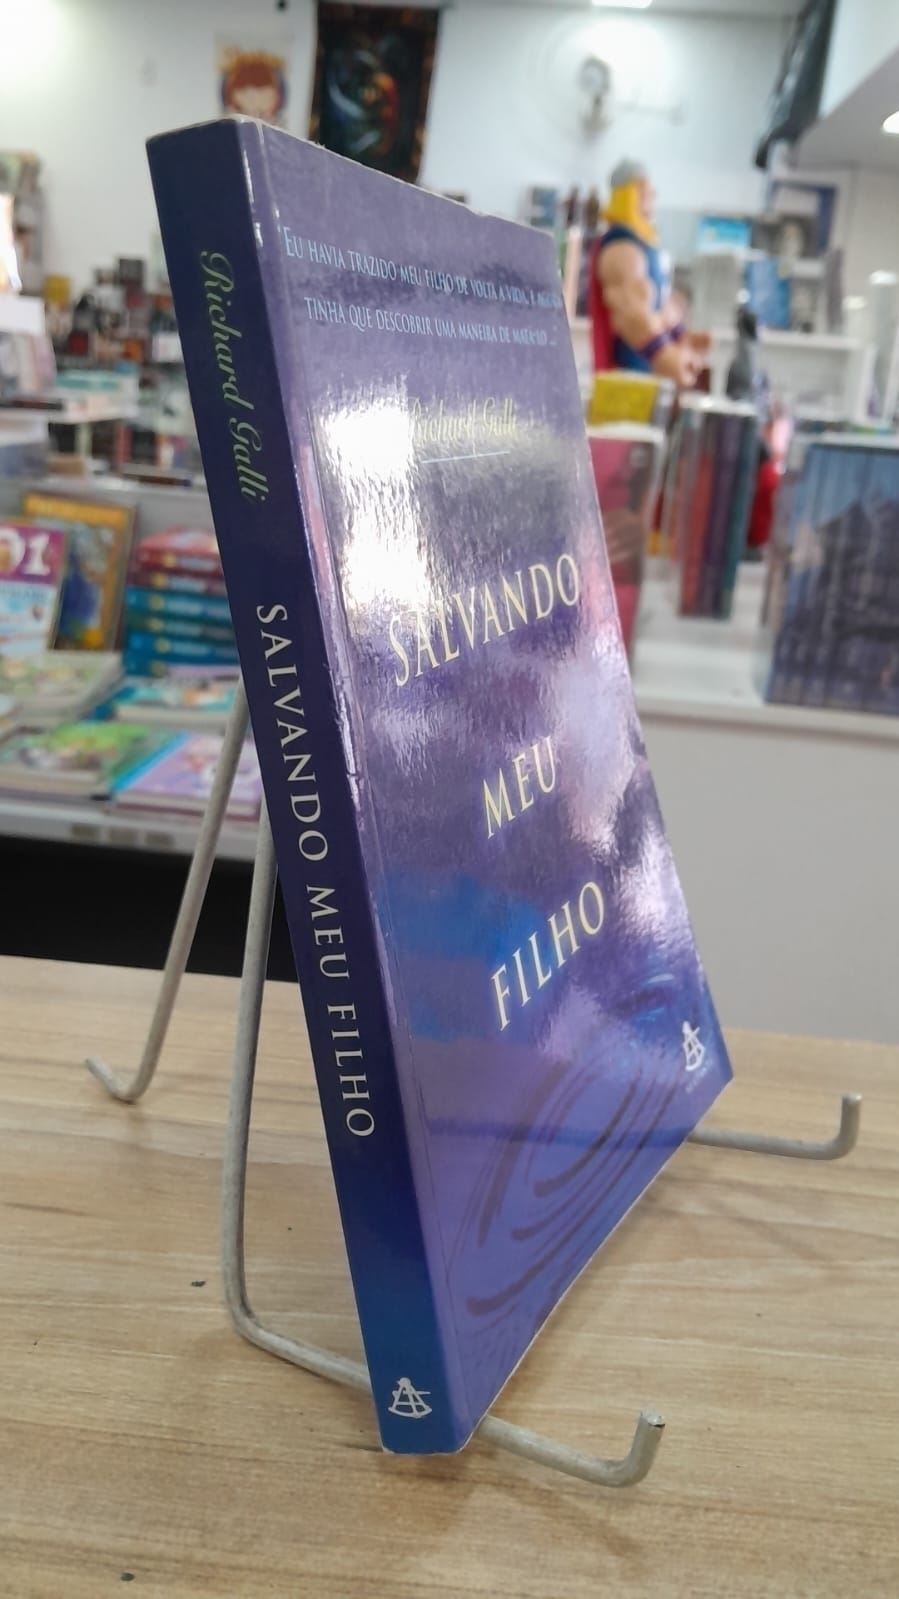 Richard Galli
SALVANDO MEU FILHO
"EU HAVIA TRAZIDO MEU FILHO DE VOLTA À VIDA, E AGORA
TINHA QUE DESCOBRIR UMA MANEIRA DE MATÁ-LO..."
Richard Galli
SALVANDO
MEU
FILHO
01